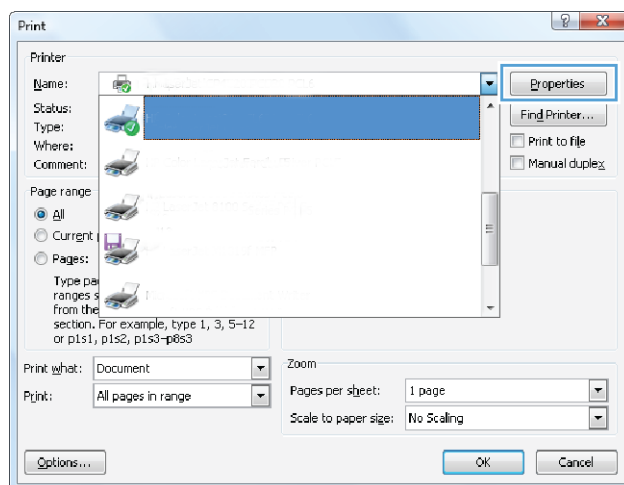 Print
Printer
Name:
Properties
Status:
Find Printer...
Type:
Where:
Print to file
Comment:
Manual duplex
Page range
All
Current
Pages:
Type pa
ranges s
from the
section. For example, type 1, 3, 5–12
or p1s1, p1s2, p1s3–p8s3
Print what: Document
Print: All pages in range
Zoom
Pages per sheet: 1 page
Scale to paper size: No Scaling
Options...
OK
Cancel